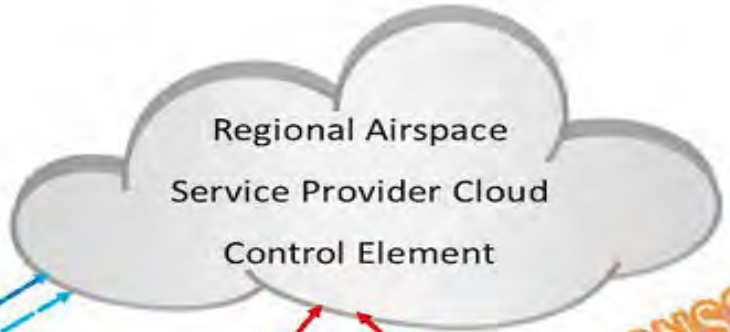 Regional Airspace
Service Provider Cloud
Control Element